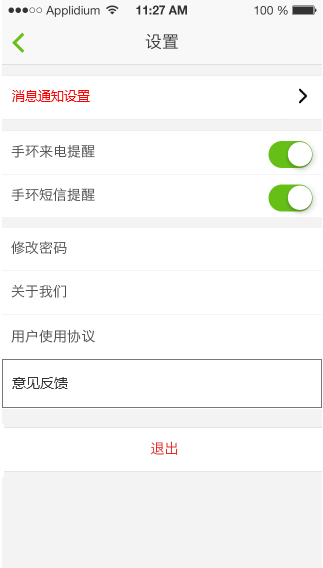 Applidium 11:27 AM 100 %
设置
消息通知设置
手环来电提醒
手环短信提醒
修改密码
关于我们
用户使用协议
意见反馈
退出